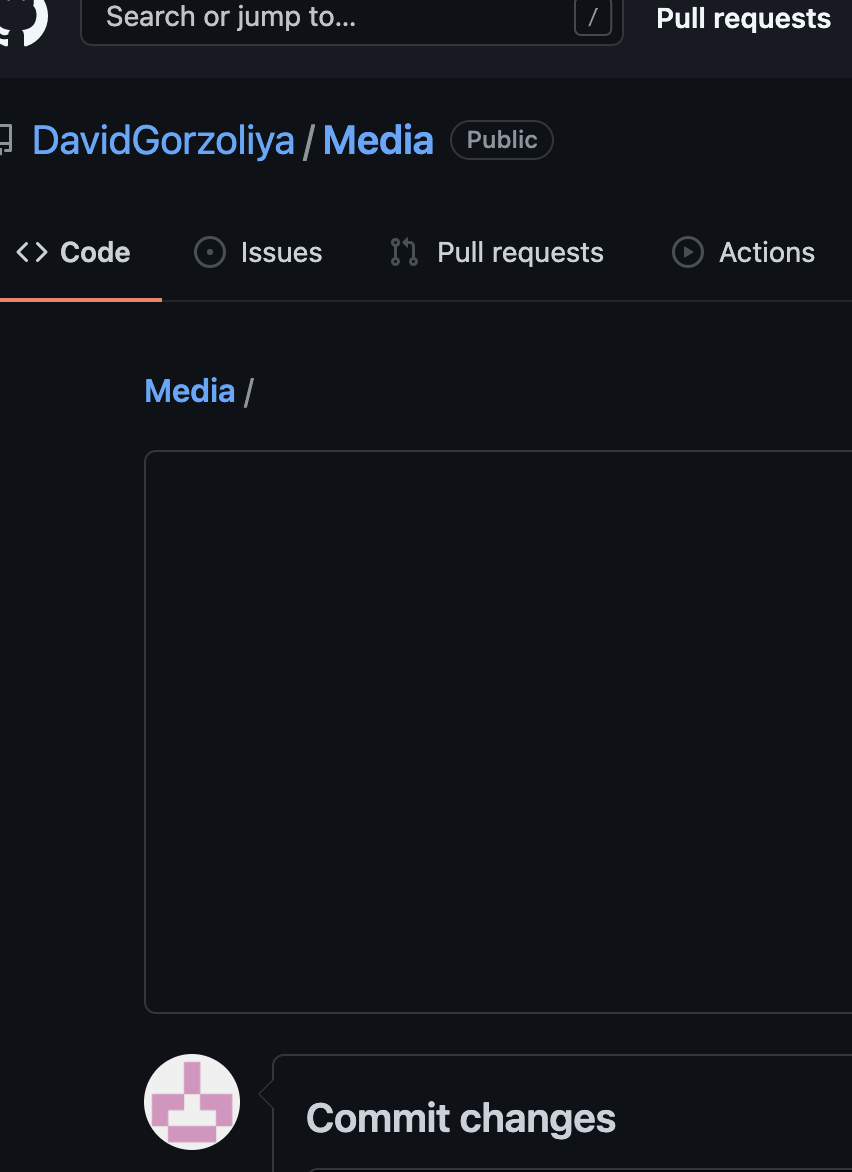 Search or jump to... / Pull requests
DavidGorzoliya / Media Public
<> Code Issues Pull requests Actions
Media /
Commit changes